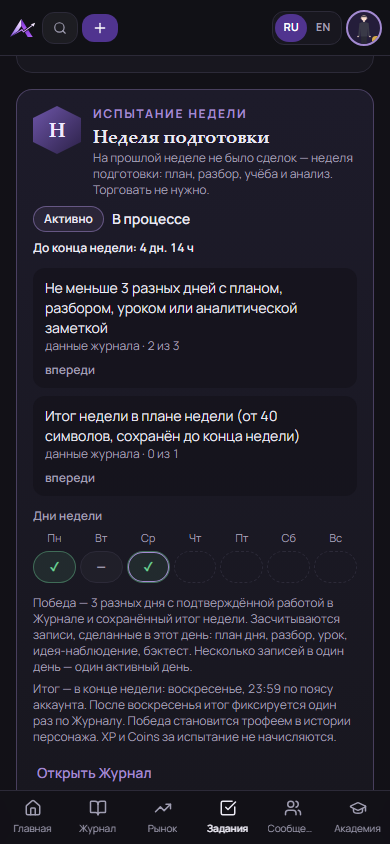 RU EN
ИСПЫТАНИЕ НЕДЕЛИ
Н
Неделя подготовки
На прошлой неделе не было сделок — неделя
подготовки: план, разбор, учёба и анализ.
Торговать не нужно.
Активно В процессе
До конца недели: 4 дн. 14 ч
Не меньше 3 разных дней с планом,
разбором, уроком или аналитической
заметкой
данные журнала · 2 из 3
впереди
Итог недели в плане недели (от 40
символов, сохранён до конца недели)
данные журнала · 0 из 1
впереди
Дни недели
Пн Вт Ср Чт Пт Сб Вс
✓ — ✓
Победа — 3 разных дня с подтверждённой работой в
Журнале и сохранённый итог недели. Засчитываются
записи, сделанные в этот день: план дня, разбор, урок,
идея-наблюдение, бэктест. Несколько записей в один
день — один активный день.
Итог — в конце недели: воскресенье, 23:59 по поясу
аккаунта. После воскресенья итог фиксируется один
раз по Журналу. Победа становится трофеем в истории
персонажа. XP и Coins за испытание не начисляются.
Открыть Журнал
Главная Журнал Рынок Задания Сообще... Академия